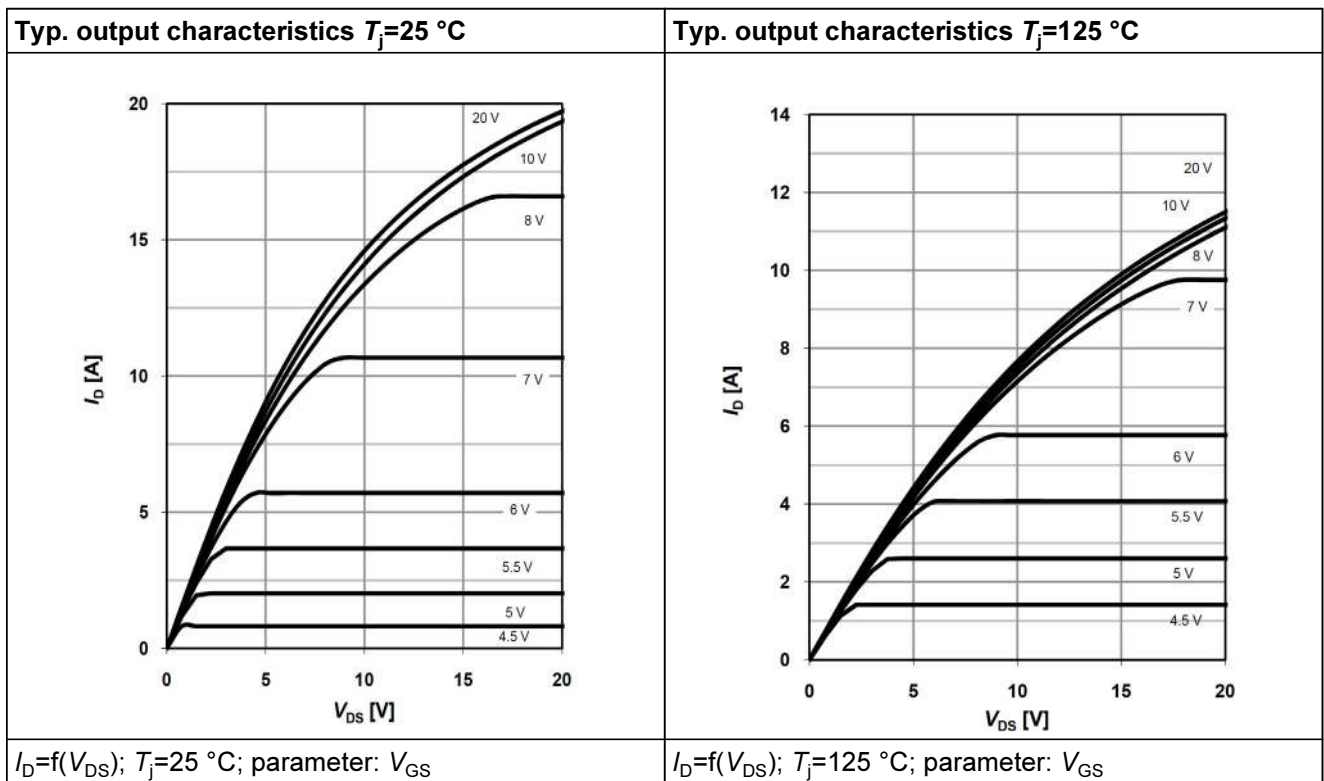 Typ. output characteristics Tj=25 °C
20
15
10
5
0
0 5 10 15 20
ID [A]
VDS [V]
20 V
10 V
8 V
7 V
6 V
5.5 V
5 V
4.5 V
ID=f(VDS); Tj=25 °C; parameter: VGS
Typ. output characteristics Tj=125 °C
14
12
10
8
6
4
2
0
0 5 10 15 20
ID [A]
VDS [V]
20 V
10 V
8 V
7 V
6 V
5.5 V
5 V
4.5 V
ID=f(VDS); Tj=125 °C; parameter: VGS